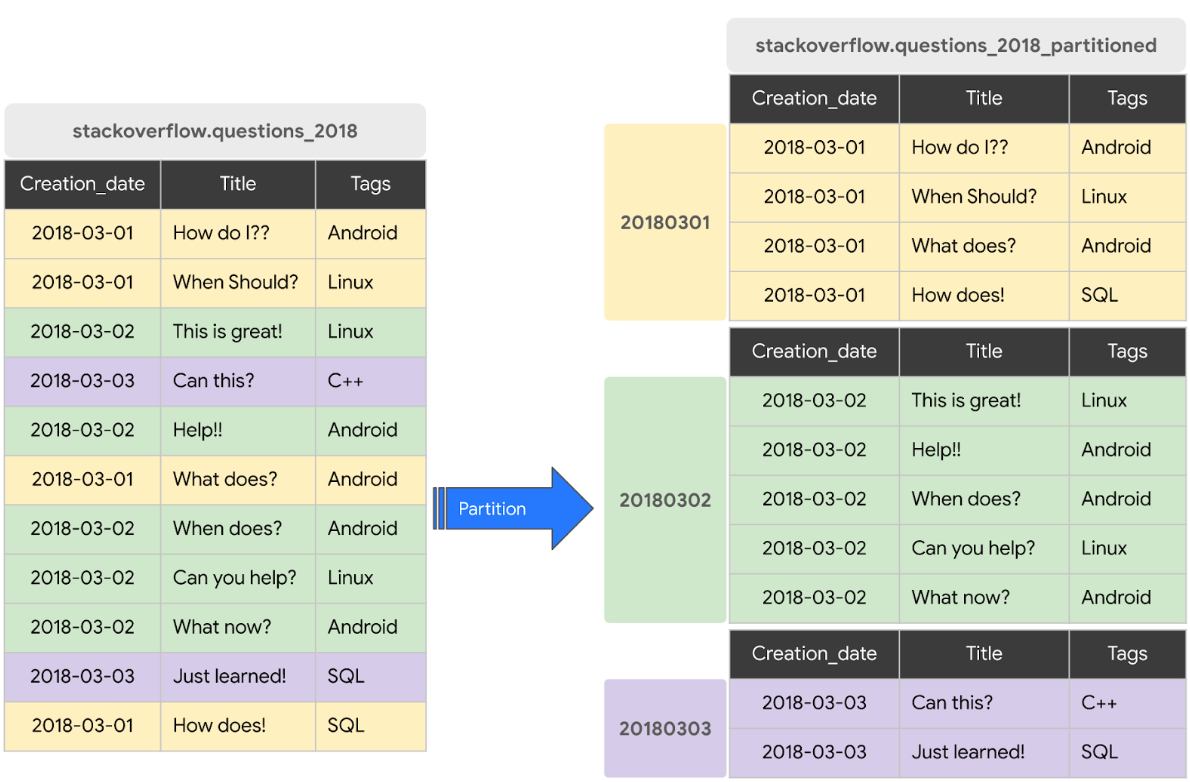 stackoverflow.questions_2018
Creation_date Title Tags
2018-03-01 How do I?? Android
2018-03-01 When Should? Linux
2018-03-02 This is great! Linux
2018-03-03 Can this? C++
2018-03-02 Help!! Android
2018-03-01 What does? Android
2018-03-02 When does? Android
2018-03-02 Can you help? Linux
2018-03-02 What now? Android
2018-03-03 Just learned! SQL
2018-03-01 How does! SQL
Partition
stackoverflow.questions_2018_partitioned
Creation_date Title Tags
20180301
2018-03-01 How do I?? Android
2018-03-01 When Should? Linux
2018-03-01 What does? Android
2018-03-01 How does! SQL
Creation_date Title Tags
20180302
2018-03-02 This is great! Linux
2018-03-02 Help!! Android
2018-03-02 When does? Android
2018-03-02 Can you help? Linux
2018-03-02 What now? Android
Creation_date Title Tags
20180303
2018-03-03 Can this? C++
2018-03-03 Just learned! SQL